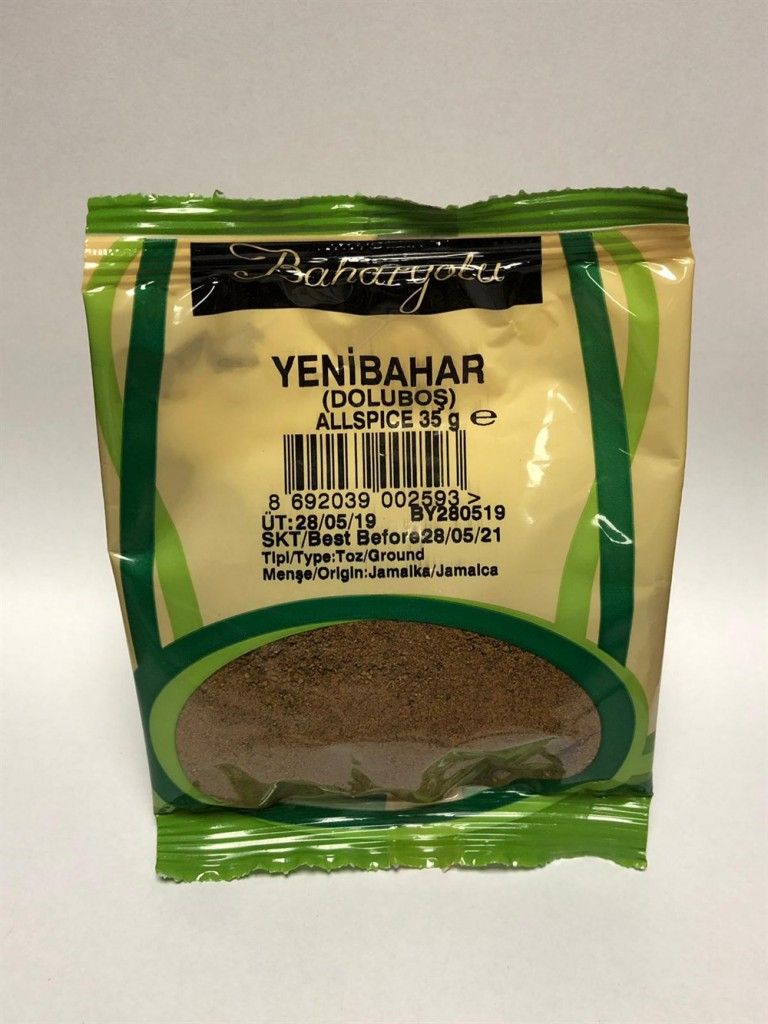 Baharyolu
YENİBAHAR
(DOLUBOŞ)
ALLSPICE 35 g e
8 692039 002593 >
ÜT:28/05/19 BY280519
SKT/Best Before28/05/21
Tipi/Type:Toz/Ground
Menşe/Origin:Jamaika/Jamaica